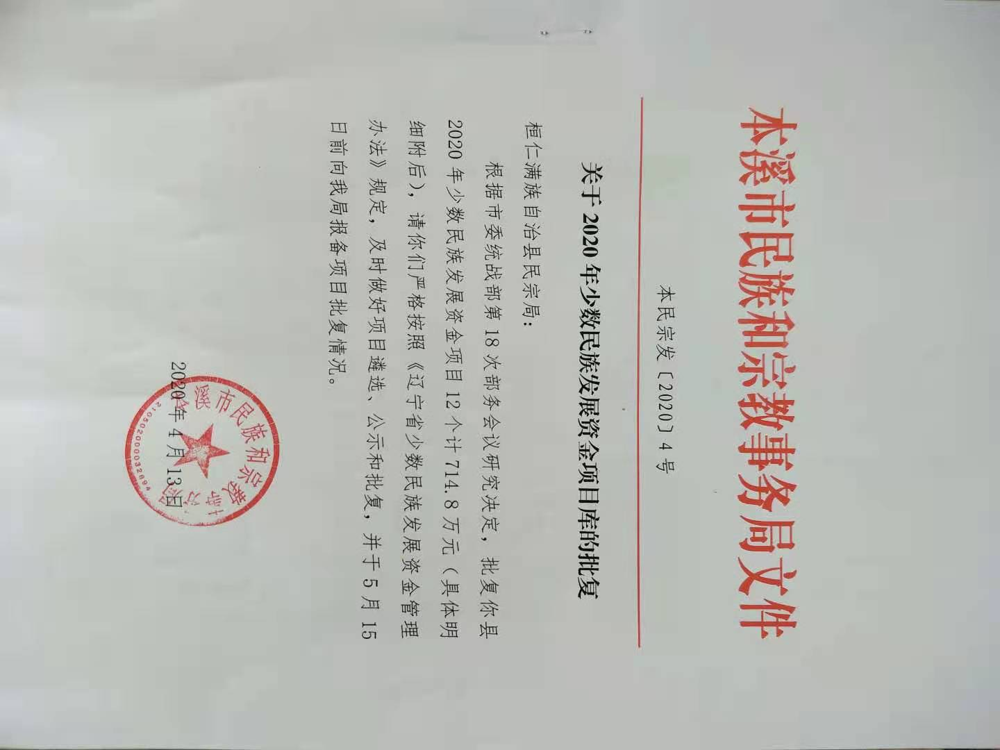 本溪市民族和宗教事务局文件
本民宗发〔2020〕4号
关于2020年少数民族发展资金项目库的批复
桓仁满族自治县民宗局：
根据市委统战部第18次部务会议研究决定，批复你县
2020年少数民族发展资金项目12个计714.8万元（具体明
细附后），请你们严格按照《辽宁省少数民族发展资金管理
办法》规定，及时做好项目遴选、公示和批复，并于5月15
日前向我局报备项目批复情况。
2020年4月13日
溪市民族和宗教
2105020000032694